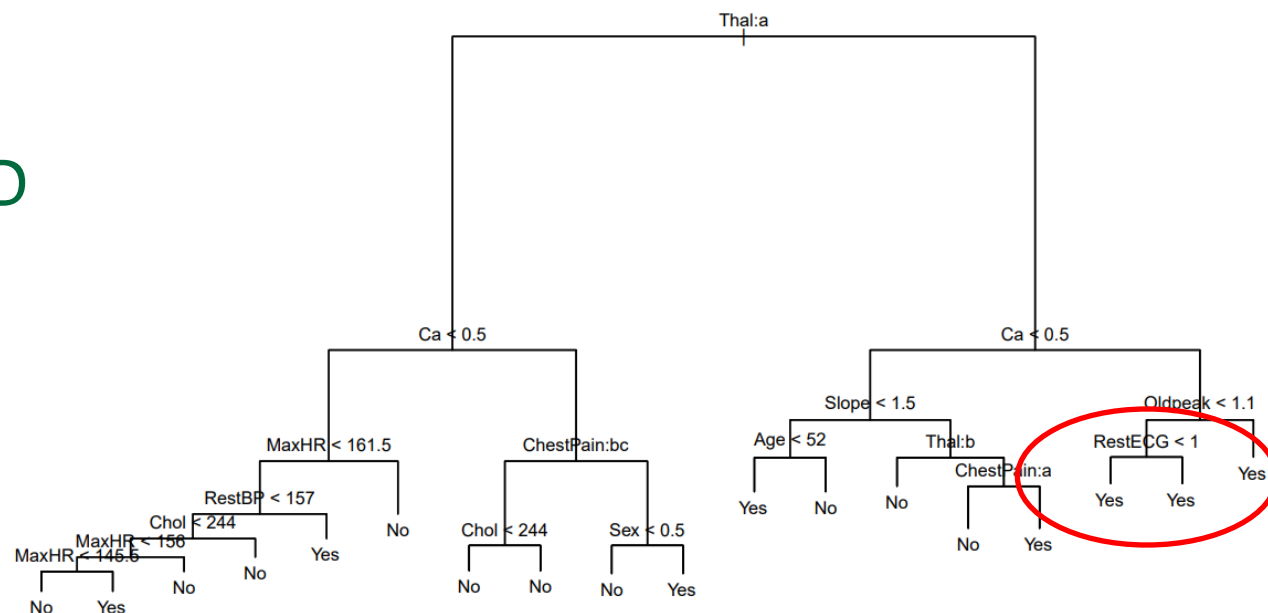 Thal:a
Ca < 0.5
Ca < 0.5
Slope < 1.5
Oldpeak < 1.1
MaxHR < 161.5
ChestPain:bc
Age < 52
Thal:b
RestECG < 1
ChestPain:a
Yes
RestBP < 157
No
Yes
No
No
Yes
Yes
Chol < 244
Chol < 244
Sex < 0.5
MaxHR < 156
Yes
No
Yes
MaxHR < 145.5
No
No
No
No
No
Yes
No
Yes